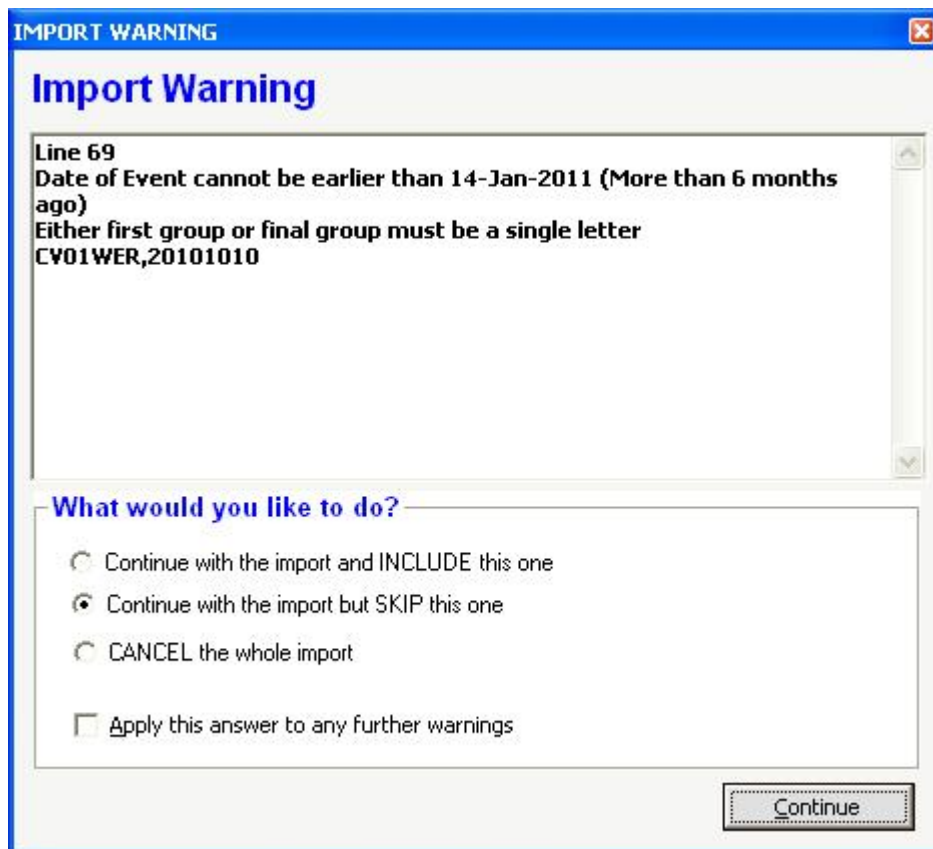 IMPORT WARNING
Import Warning
Line 69
Date of Event cannot be earlier than 14-Jan-2011 (More than 6 months
ago)
Either first group or final group must be a single letter
CV01WER,20101010
What would you like to do?
Continue with the import and INCLUDE this one
Continue with the import but SKIP this one
CANCEL the whole import
Apply this answer to any further warnings
Continue